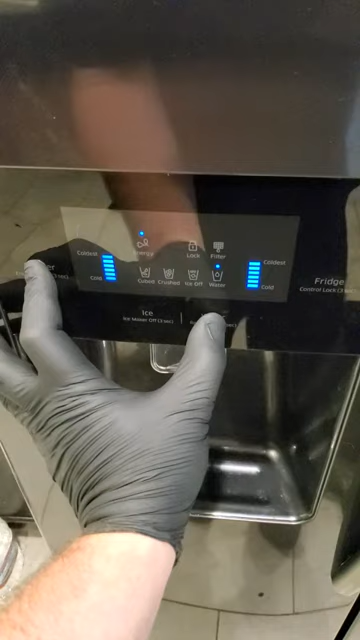 Energy Lock Enter
Coldest Coldest
Cold Cubed Crushed Ice Off Water Cold
Fridge
Control Lock (3 sec)
Ice
Ice Maker Off (3 sec)